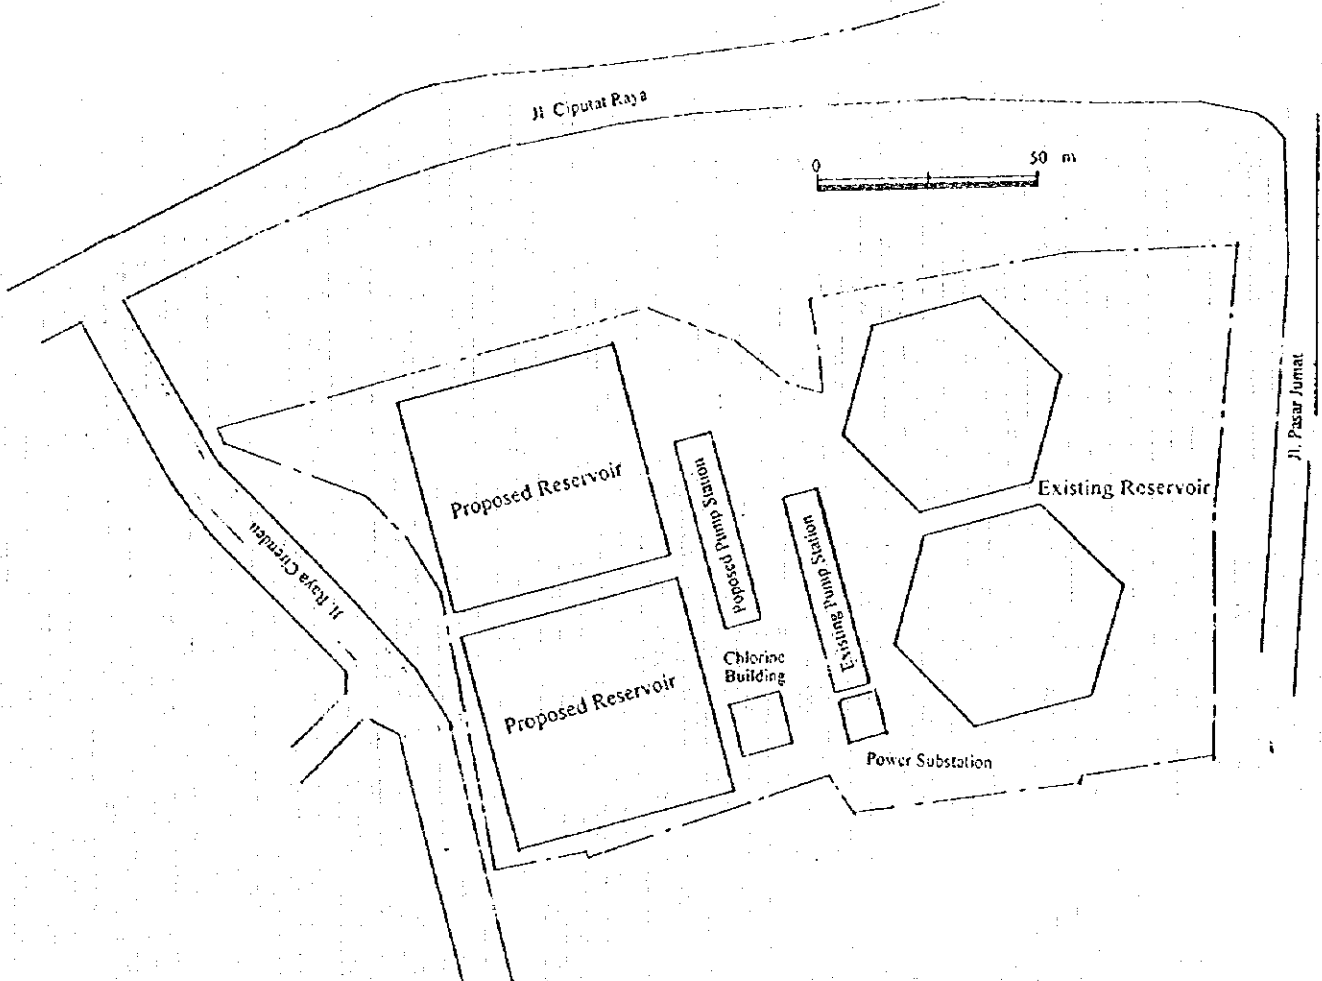 Jl Ciputat Raya
0 50 m
Jl. Pasar Jumat
Proposed Reservoir
Poposed Pump Station
Existing Reservoir
Existing Pump Station
Jl. Raya Cirendeu
Chlorine
Building
Proposed Reservoir
Power Substation